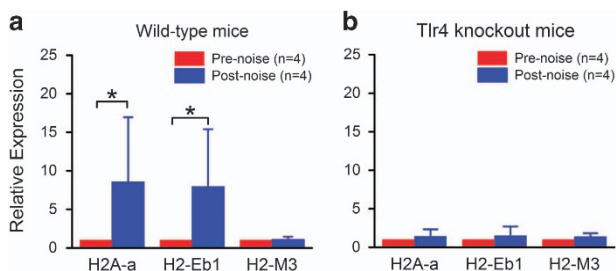 a
Wild-type mice
Relative Expression
25
20
15
10
5
0
Pre-noise (n=4)
Post-noise (n=4)
*
*
H2A-a
H2-Eb1
H2-M3
b
Tlr4 knockout mice
25
20
15
10
5
0
Pre-noise (n=4)
Post-noise (n=4)
H2A-a
H2-Eb1
H2-M3